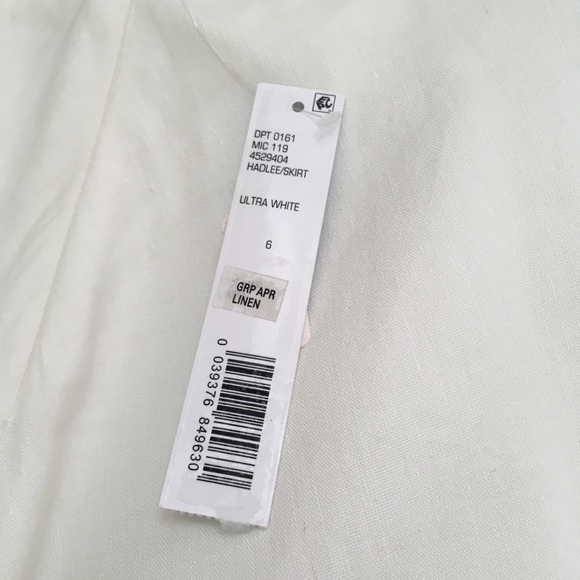 DPT 0161
MIC 119
4529404
HADLEE/SKIRT
ULTRA WHITE
6
GRP APR
LINEN
0 039376 849630